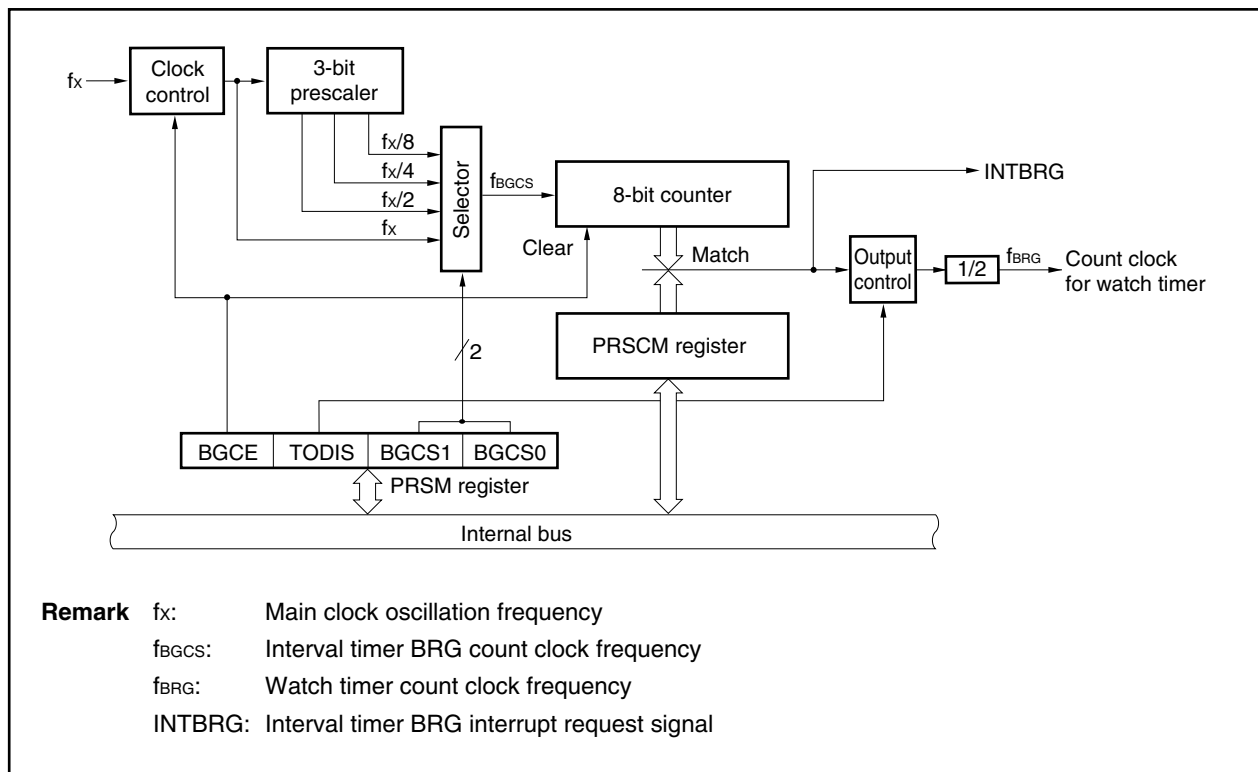 fX
Clock
control
3-bit
prescaler
fX/8
fX/4
fX/2
fX
Selector
fBGCS
8-bit counter
INTBRG
Clear
Match
Output
control
1/2
fBRG
Count clock
for watch timer
PRSCM register
2
BGCE TODIS BGCS1 BGCS0
PRSM register
Internal bus
Remark fX: Main clock oscillation frequency
fBGCS: Interval timer BRG count clock frequency
fBRG: Watch timer count clock frequency
INTBRG: Interval timer BRG interrupt request signal